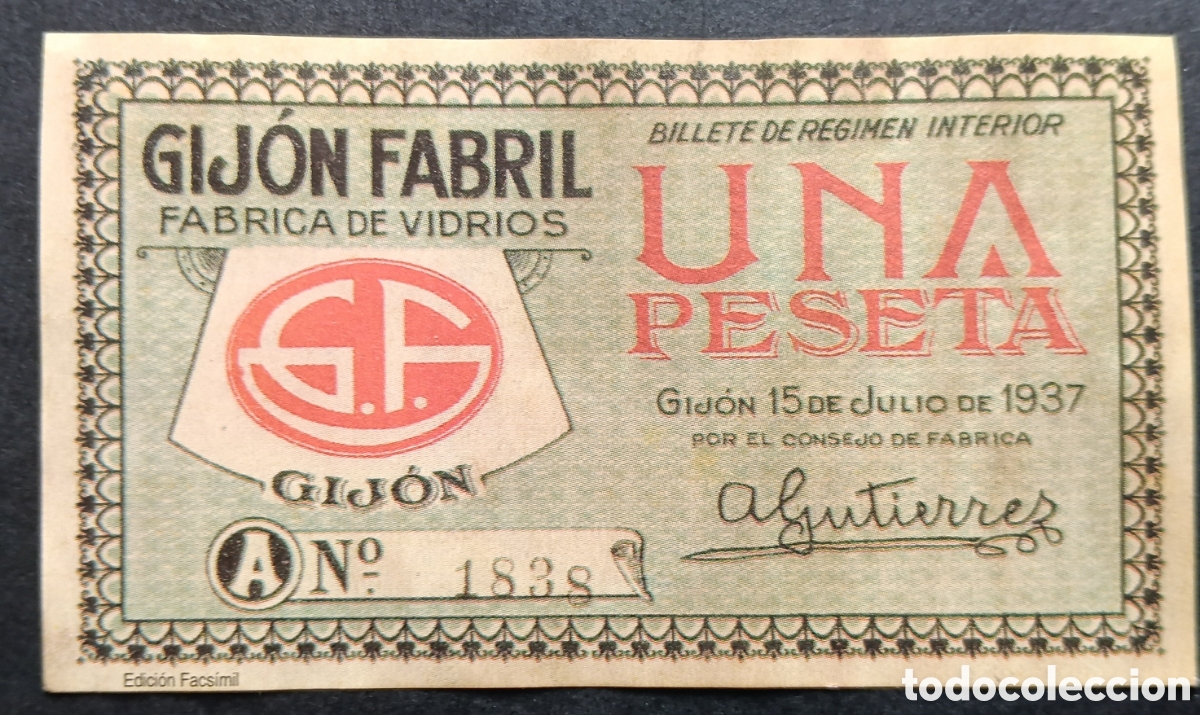 GIJÓN FABRIL
FABRICA DE VIDRIOS
G.F.
GIJÓN
A Nº 1838
BILLETE DE REGIMEN INTERIOR
UNA
PESETA
GIJÓN 15 DE JULIO DE 1937
POR EL CONSEJO DE FABRICA
AGutierrez
Edición Facsímil
todocoleccion